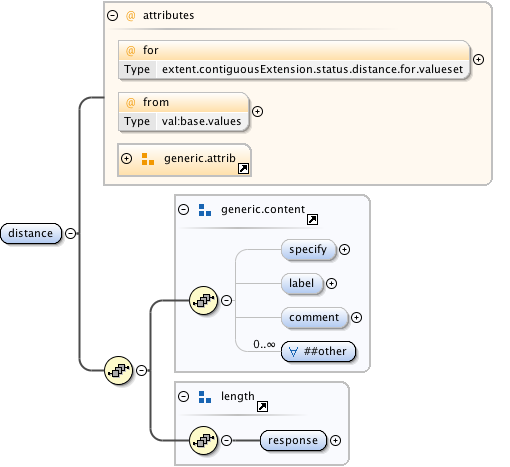 @ attributes
@ for
Type extent.contiguousExtension.status.distance.for.valueset
@ from
Type val:base.values
generic.attrib
distance
generic.content
specify
label
comment
0..∞
∀ ##other
length
response